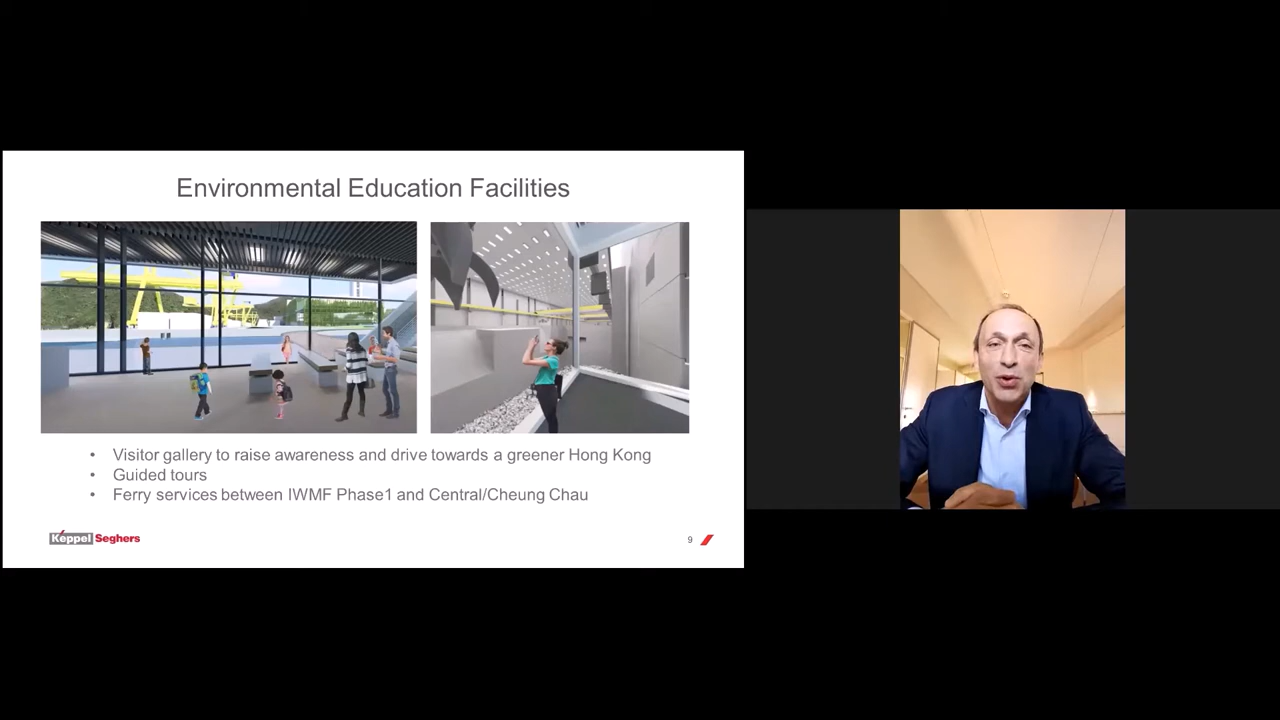 Environmental Education Facilities
• Visitor gallery to raise awareness and drive towards a greener Hong Kong
• Guided tours
• Ferry services between IWMF Phase1 and Central/Cheung Chau
Keppel Seghers
9